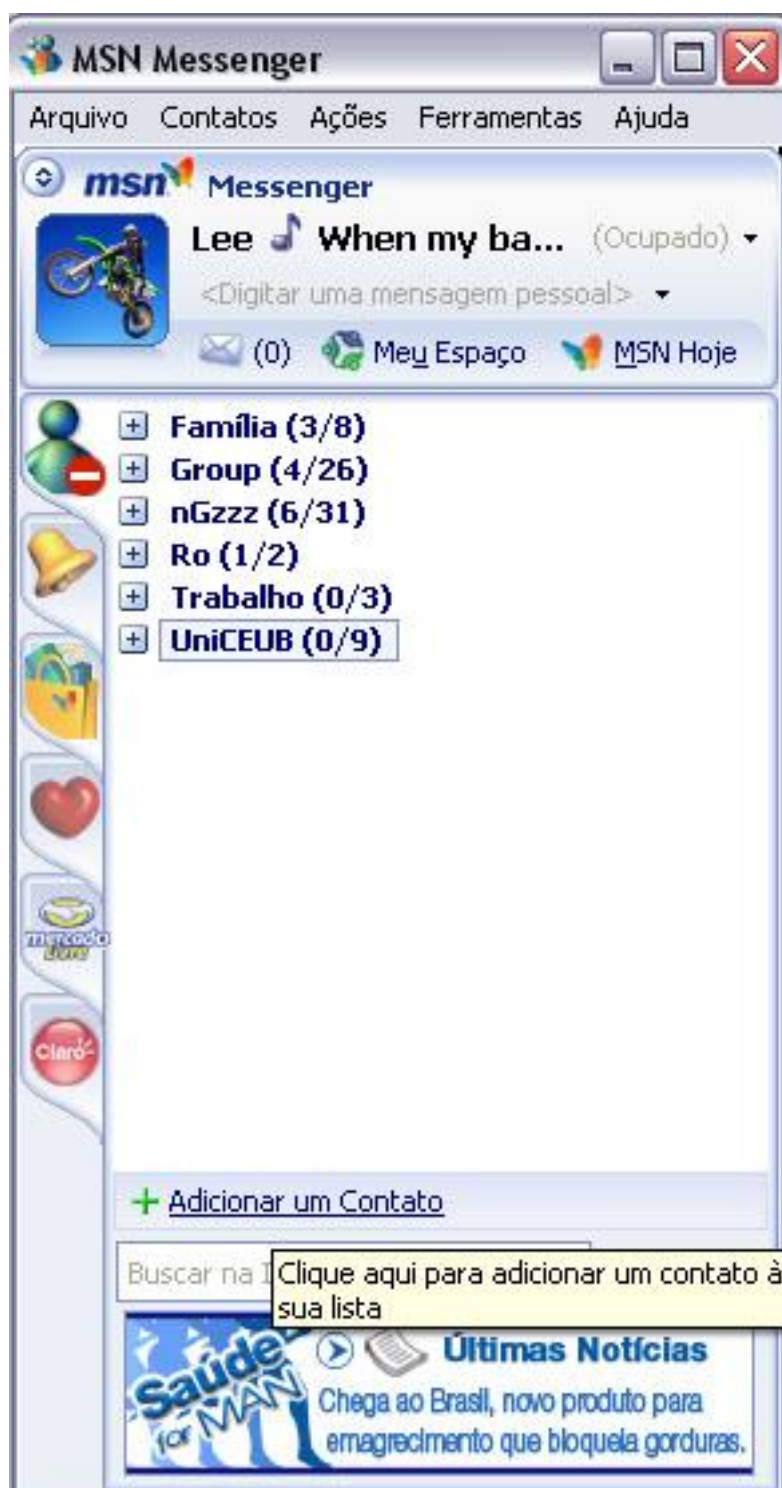 MSN Messenger
Arquivo Contatos Ações Ferramentas Ajuda
msn Messenger
Lee When my ba... (Ocupado)
<Digitar uma mensagem pessoal>
(0) Meu Espaço MSN Hoje
Família (3/8)
Group (4/26)
nGzzz (6/31)
Ro (1/2)
Trabalho (0/3)
UniCEUB (0/9)
mercado
livre
Claro
Adicionar um Contato
Buscar na
Clique aqui para adicionar um contato à
sua lista
Saúde
for MAN
Últimas Notícias
Chega ao Brasil, novo produto para
emagrecimento que bloqueia gorduras.